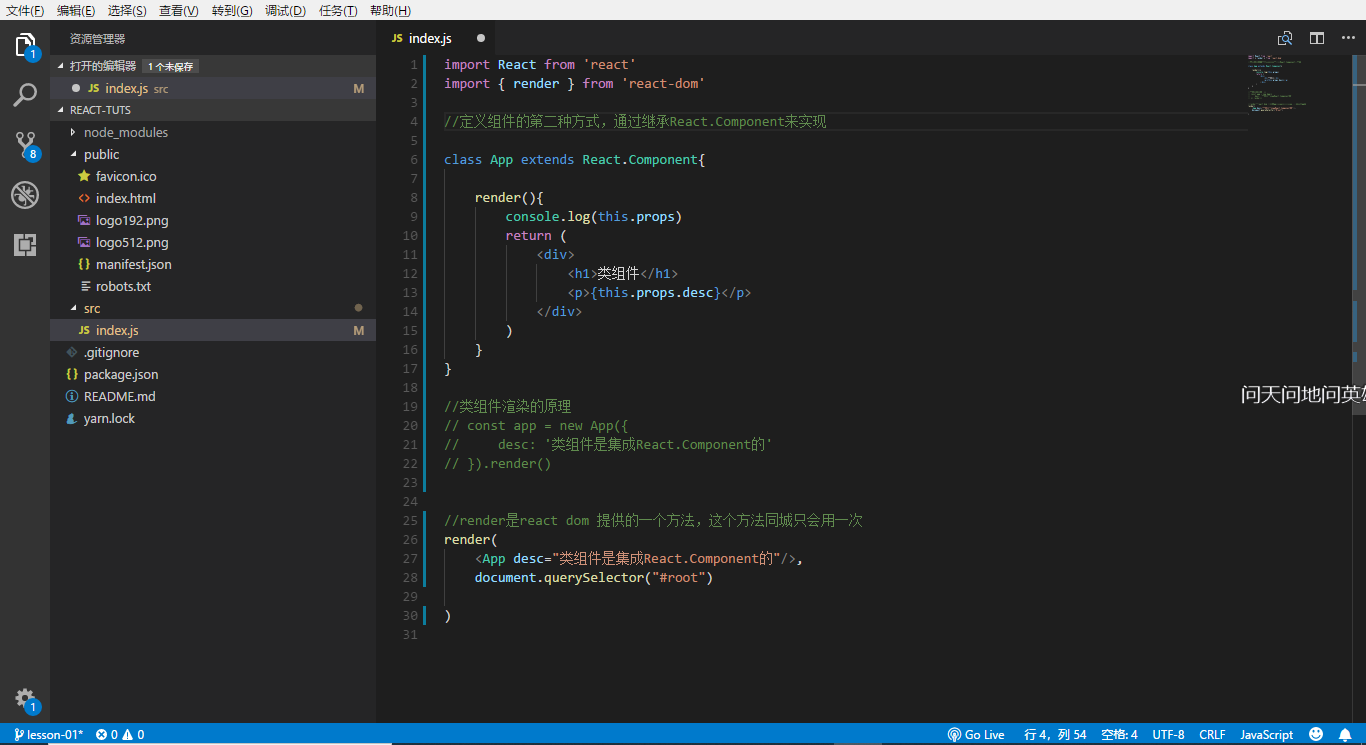 文件(F) 编辑(E) 选择(S) 查看(V) 转到(G) 调试(D) 任务(T) 帮助(H)
资源管理器
打开的编辑器 1 个未保存
JS index.js src M
REACT-TUTS
node_modules
public
favicon.ico
index.html
logo192.png
logo512.png
manifest.json
robots.txt
src
JS index.js M
.gitignore
package.json
README.md
yarn.lock
1
8
1
JS index.js
1 import React from 'react'
2 import { render } from 'react-dom'
3
4 //定义组件的第二种方式，通过继承React.Component来实现
5
6 class App extends React.Component{
7
8 render(){
9 console.log(this.props)
10 return (
11 <div>
12 <h1>类组件</h1>
13 <p>{this.props.desc}</p>
14 </div>
15 )
16 }
17 }
18
19 //类组件渲染的原理
20 // const app = new App({
21 // desc: '类组件是集成React.Component的'
22 // }).render()
23
24
25 //render是react dom 提供的一个方法，这个方法同城只会用一次
26 render(
27 <App desc="类组件是集成React.Component的"/>,
28 document.querySelector("#root")
29
30 )
31
问天问地问英
lesson-01* 0 0 Go Live 行 4，列 54 空格: 4 UTF-8 CRLF JavaScript